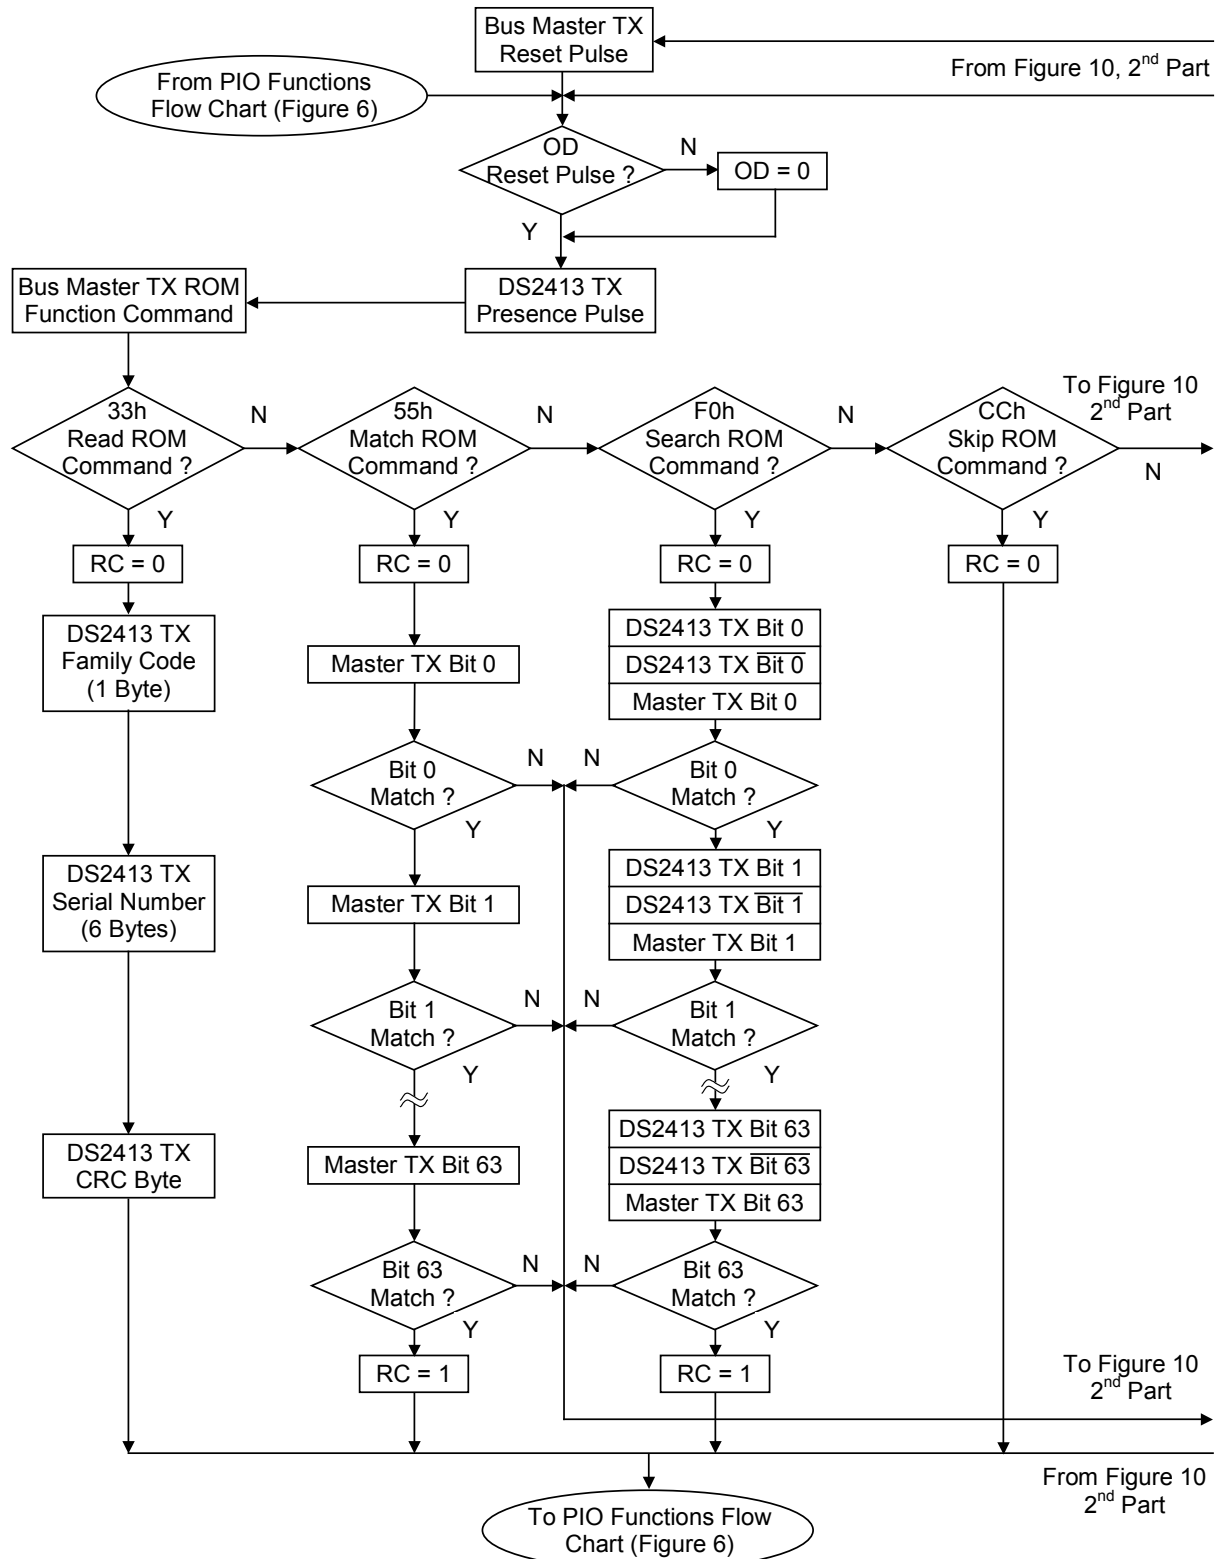 Bus Master TX
Reset Pulse
From Figure 10, 2nd Part
From PIO Functions
Flow Chart (Figure 6)
OD
Reset Pulse ?
N
OD = 0
Y
Bus Master TX ROM
Function Command
DS2413 TX
Presence Pulse
To Figure 10
2nd Part
33h
Read ROM
Command ?
N
55h
Match ROM
Command ?
N
F0h
Search ROM
Command ?
N
CCh
Skip ROM
Command ?
N
Y
Y
Y
Y
RC = 0
RC = 0
RC = 0
RC = 0
DS2413 TX
Family Code
(1 Byte)
Master TX Bit 0
DS2413 TX Bit 0
DS2413 TX Bit 0
Master TX Bit 0
Bit 0
Match ?
N
N
Bit 0
Match ?
Y
Y
DS2413 TX
Serial Number
(6 Bytes)
Master TX Bit 1
DS2413 TX Bit 1
DS2413 TX Bit 1
Master TX Bit 1
Bit 1
Match ?
N
N
Bit 1
Match ?
Y
Y
DS2413 TX
CRC Byte
Master TX Bit 63
DS2413 TX Bit 63
DS2413 TX Bit 63
Master TX Bit 63
Bit 63
Match ?
N
N
Bit 63
Match ?
Y
Y
RC = 1
RC = 1
To Figure 10
2nd Part
From Figure 10
2nd Part
To PIO Functions Flow
Chart (Figure 6)